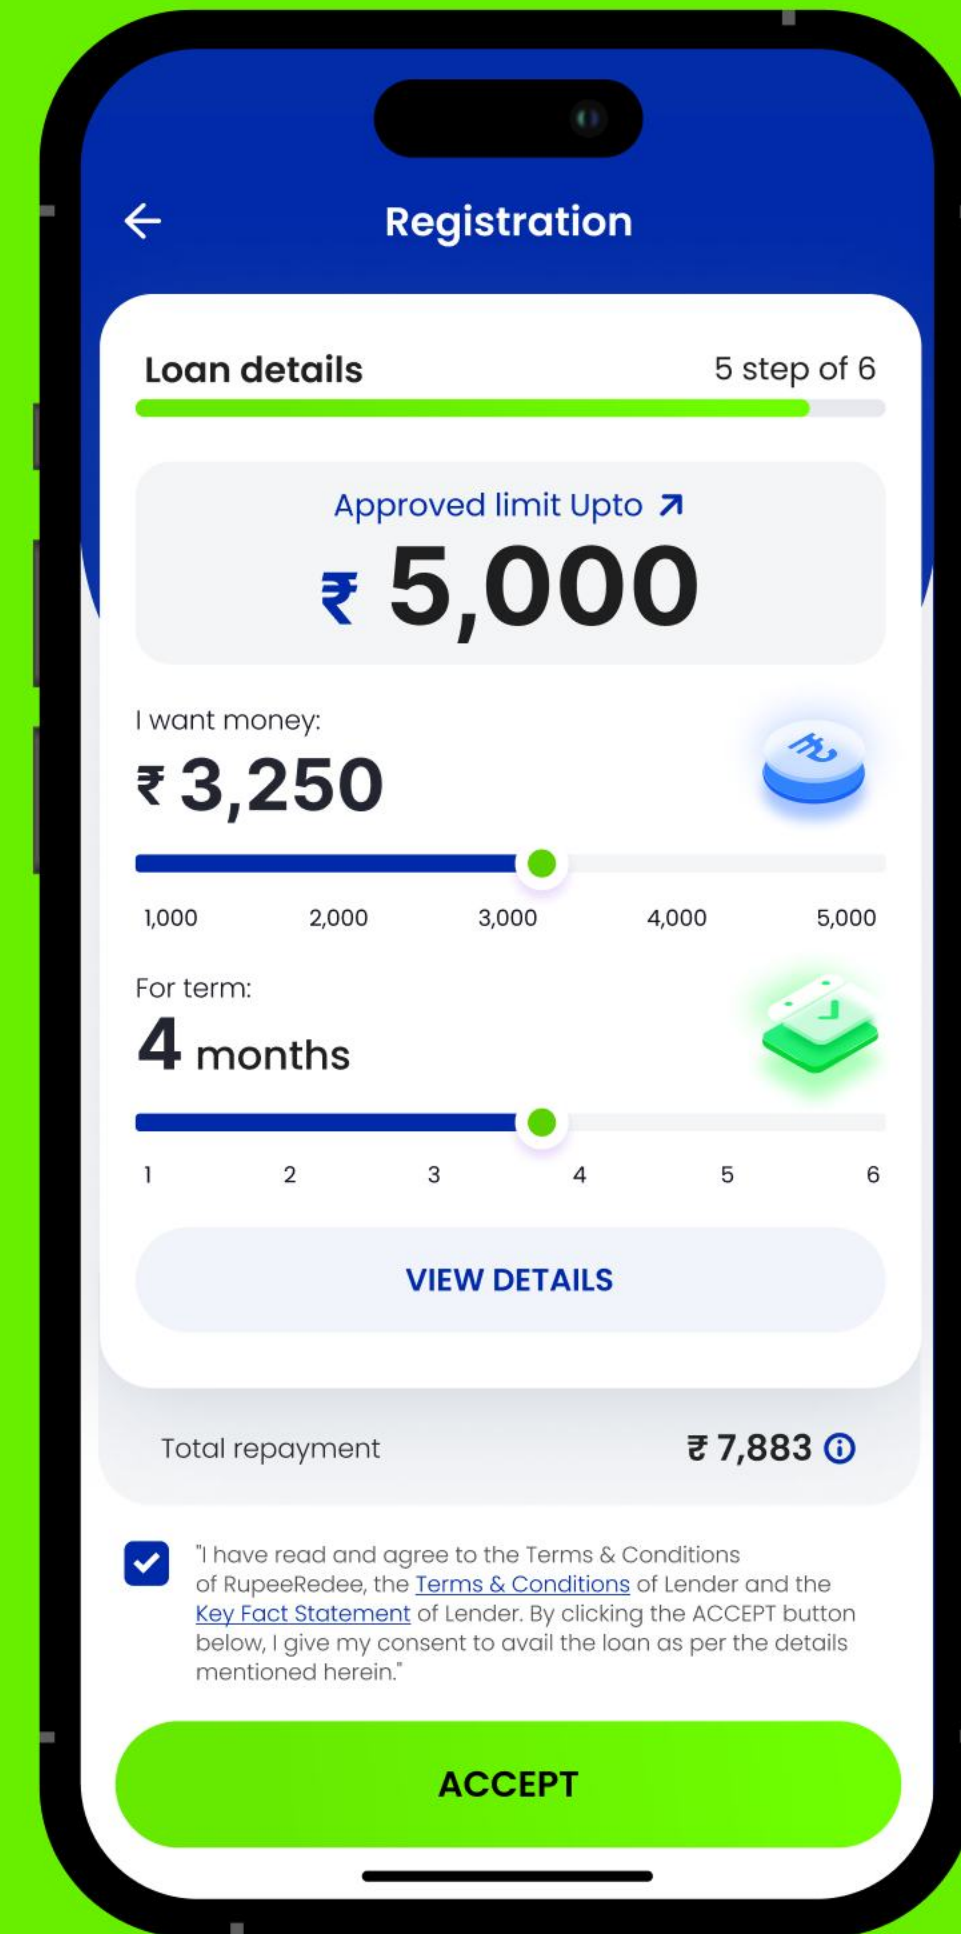 Registration
Loan details
5 step of 6
Approved limit Upto
₹ 5,000
I want money:
₹ 3,250
1,000 2,000 3,000 4,000 5,000
For term:
4 months
1 2 3 4 5 6
VIEW DETAILS
Total repayment
₹ 7,883
"I have read and agree to the Terms & Conditions
of RupeeRedee, the Terms & Conditions of Lender and the
Key Fact Statement of Lender. By clicking the ACCEPT button
below, I give my consent to avail the loan as per the details
mentioned herein."
ACCEPT